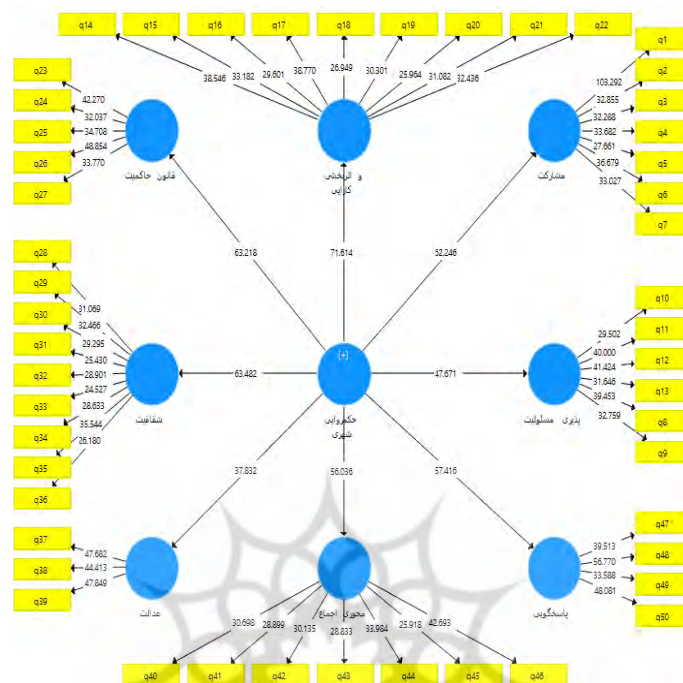 q14
q15
q16
q17
q18
q19
q20
q21
q22
38.546
33.182
29.601
38.770
26.949
30.301
25.964
31.082
32.436
و اثربخشی
کارایی
q1
q2
q3
q4
q5
q6
q7
103.292
32.855
32.288
33.682
27.661
36.679
33.027
مشارکت
q23
q24
q25
q26
q27
42.270
32.037
34.708
48.854
33.770
قانون حاکمیت
63.218
71.614
52.246
q28
q29
q30
q31
q32
q33
q34
q35
q36
31.069
32.466
29.295
25.430
28.901
24.527
28.633
35.544
26.180
شفافیت
63.482
[+]
حکمروایی
شهری
47.671
q10
q11
q12
q13
q8
q9
29.502
40.000
41.424
31.646
39.453
32.759
پذیری مسئولیت
37.832
56.036
57.416
q37
q38
q39
47.682
44.413
47.849
عدالت
محوری اجماع
q47
q48
q49
q50
39.513
56.770
33.588
48.081
پاسخگویی
30.698
28.899
30.135
28.833
33.984
25.918
42.693
q40
q41
q42
q43
q44
q45
q46